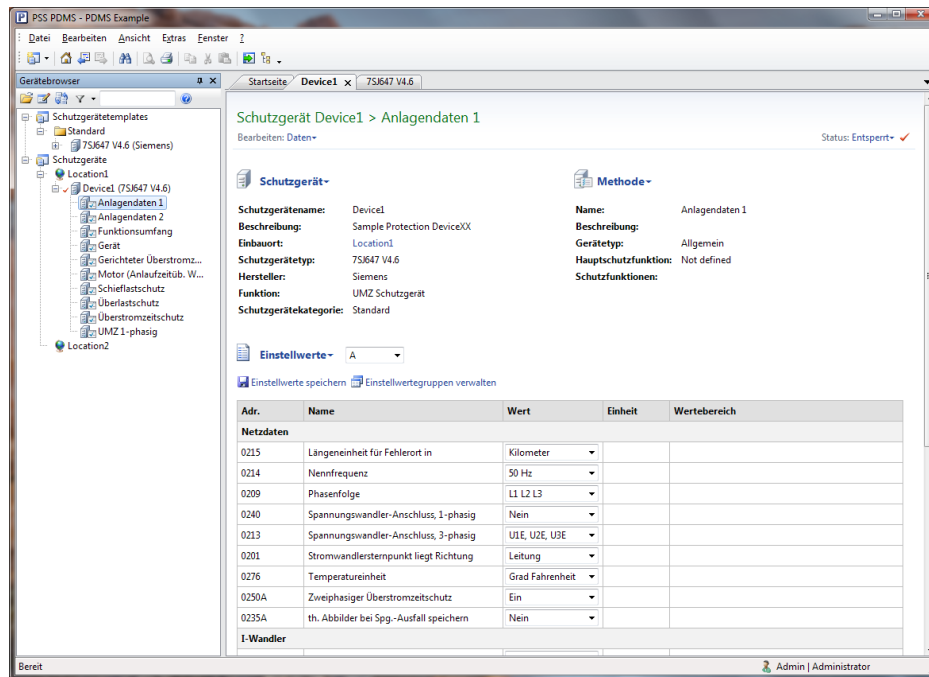 PSS PDMS - PDMS Example
Datei Bearbeiten Ansicht Extras Fenster ?
Gerätebrowser
Startseite Device1 x 7SJ647 V4.6
Schutzgerätetemplates
Standard
7SJ647 V4.6 (Siemens)
Schutzgeräte
Location1
Device1 (7SJ647 V4.6)
Anlagendaten 1
Anlagendaten 2
Funktionsumfang
Gerät
Gerichteter Überstromz...
Motor (Anlaufzeitüb. W...
Schieflastschutz
Überlastschutz
Überstromzeitschutz
UMZ 1-phasig
Location2
Schutzgerät Device1 > Anlagendaten 1
Bearbeiten: Daten
Status: Entsperrt
Schutzgerät
Schutzgerätename: Device1
Beschreibung: Sample Protection DeviceXX
Einbauort: Location1
Schutzgerätetyp: 7SJ647 V4.6
Hersteller: Siemens
Funktion: UMZ Schutzgerät
Schutzgerätekategorie: Standard
Methode
Name: Anlagendaten 1
Beschreibung:
Gerätetyp: Allgemein
Hauptschutzfunktion: Not defined
Schutzfunktionen:
Einstellwerte A
Einstellwerte speichern Einstellwertegruppen verwalten
Adr. Name Wert Einheit Wertebereich
Netzdaten
0215 Längeneinheit für Fehlerort in Kilometer
0214 Nennfrequenz 50 Hz
0209 Phasenfolge L1 L2 L3
0240 Spannungswandler-Anschluss, 1-phasig Nein
0213 Spannungswandler-Anschluss, 3-phasig U1E, U2E, U3E
0201 Stromwandlersternpunkt liegt Richtung Leitung
0276 Temperatureinheit Grad Fahrenheit
0250A Zweiphasiger Überstromzeitschutz Ein
0235A th. Abbilder bei Spg.-Ausfall speichern Nein
I-Wandler
Bereit
Admin | Administrator